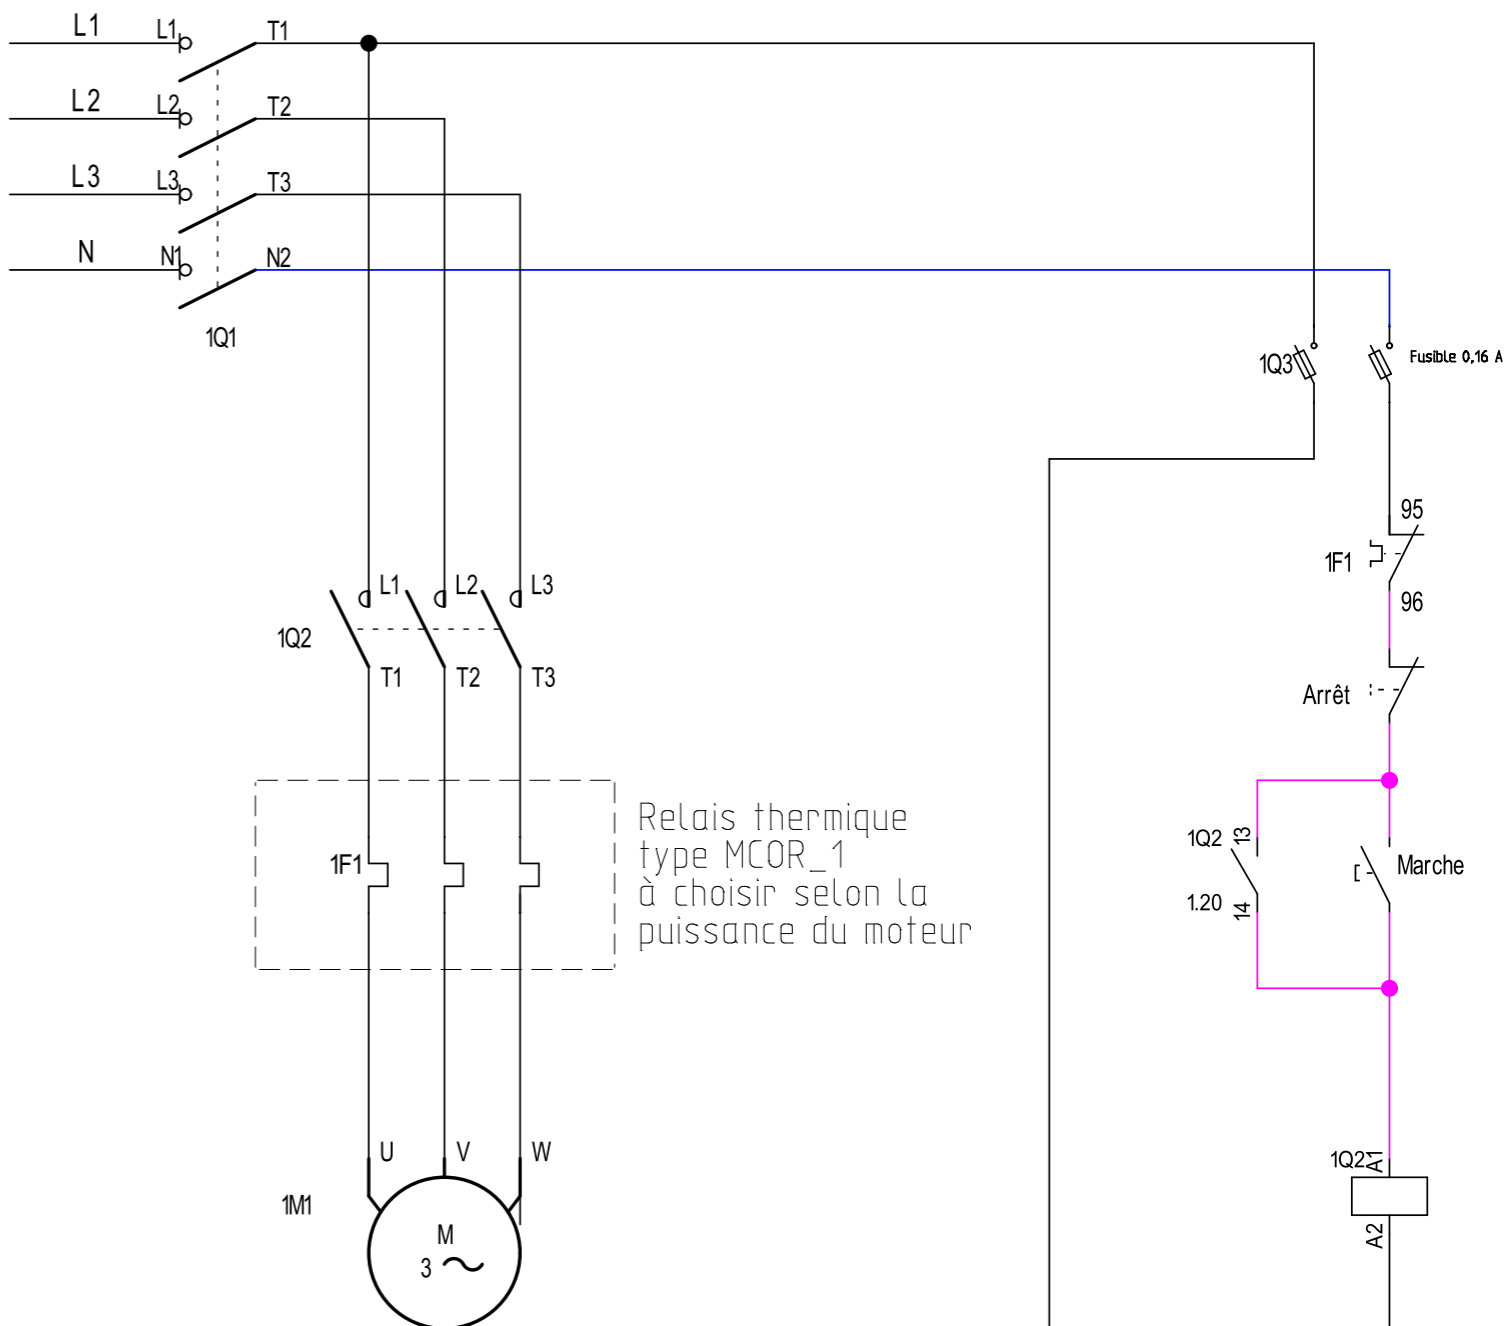 L1 L1 T1
L2 L2 T2
L3 L3 T3
N N1 N2
1Q1
1Q3
Fusible 0,16 A
95
1F1
96
L1 L2 L3
1Q2
T1 T2 T3
Arrêt
Relais thermique
type MCOR_1
à choisir selon la
puissance du moteur
1F1
1Q2 13
1.20 14
Marche
U V W
1M1
M
3
1Q2 A1
A2